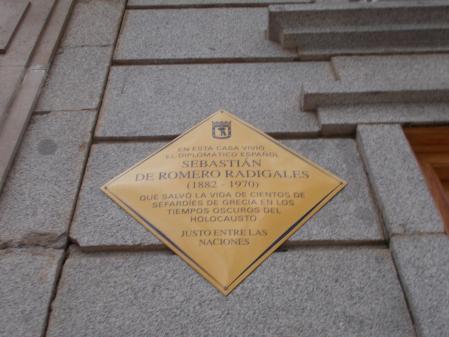 EN ESTA CASA VIVIÓ
EL DIPLOMÁTICO ESPAÑOL
SEBASTIÁN
DE ROMERO RADIGALES
(1882 - 1970)
QUE SALVÓ LA VIDA DE CIENTOS DE
SEFARDÍES DE GRECIA EN LOS
TIEMPOS OSCUROS DEL
HOLOCAUSTO
JUSTO ENTRE LAS
NACIONES